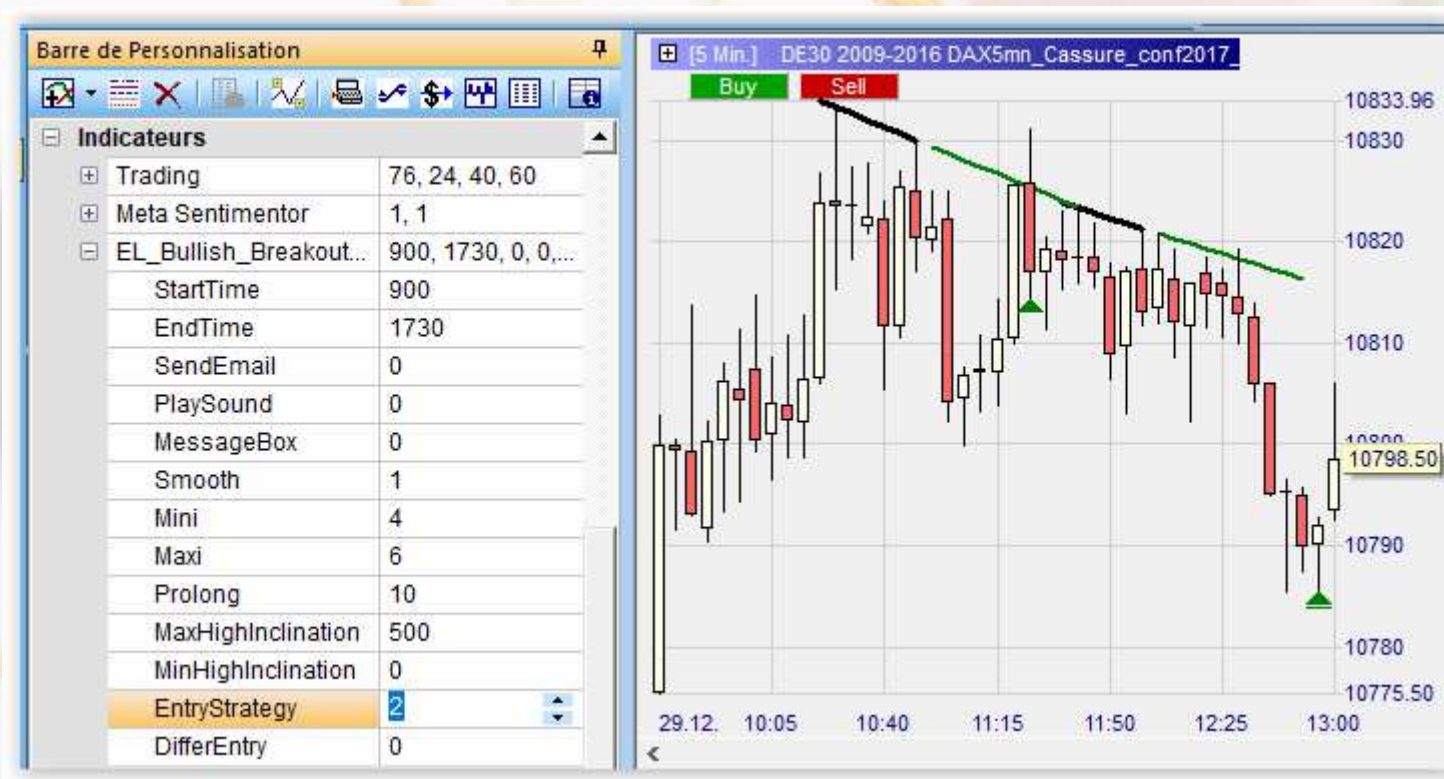 Barre de Personnalisation
Indicateurs
Trading 76, 24, 40, 60
Meta Sentimentor 1, 1
EL_Bullish_Breakout... 900, 1730, 0, 0,...
StartTime 900
EndTime 1730
SendEmail 0
PlaySound 0
MessageBox 0
Smooth 1
Mini 4
Maxi 6
Prolong 10
MaxHighInclination 500
MinHighInclination 0
EntryStrategy 2
DifferEntry 0
[5 Min.] DE30 2009-2016 DAX5mn_Cassure_conf2017_
Buy Sell
10833.96
10830
10820
10810
10800
10798.50
10790
10780
10775.50
29.12. 10:05 10:40 11:15 11:50 12:25 13:00